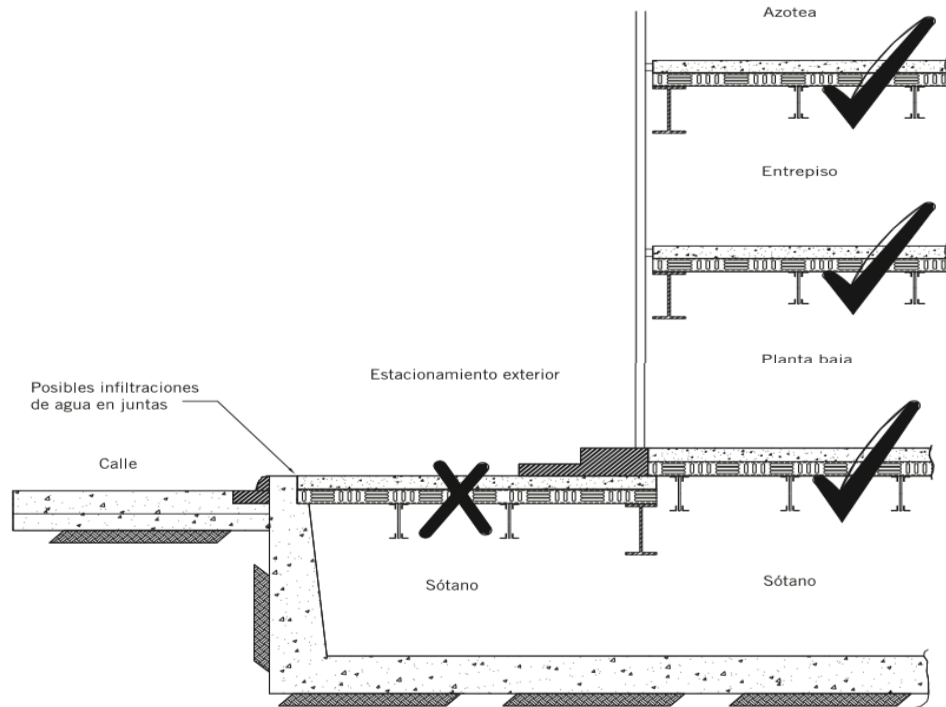 Azotea
Entrepiso
Planta baja
Estacionamiento exterior
Posibles infiltraciones
de agua en juntas
Calle
Sótano
Sótano